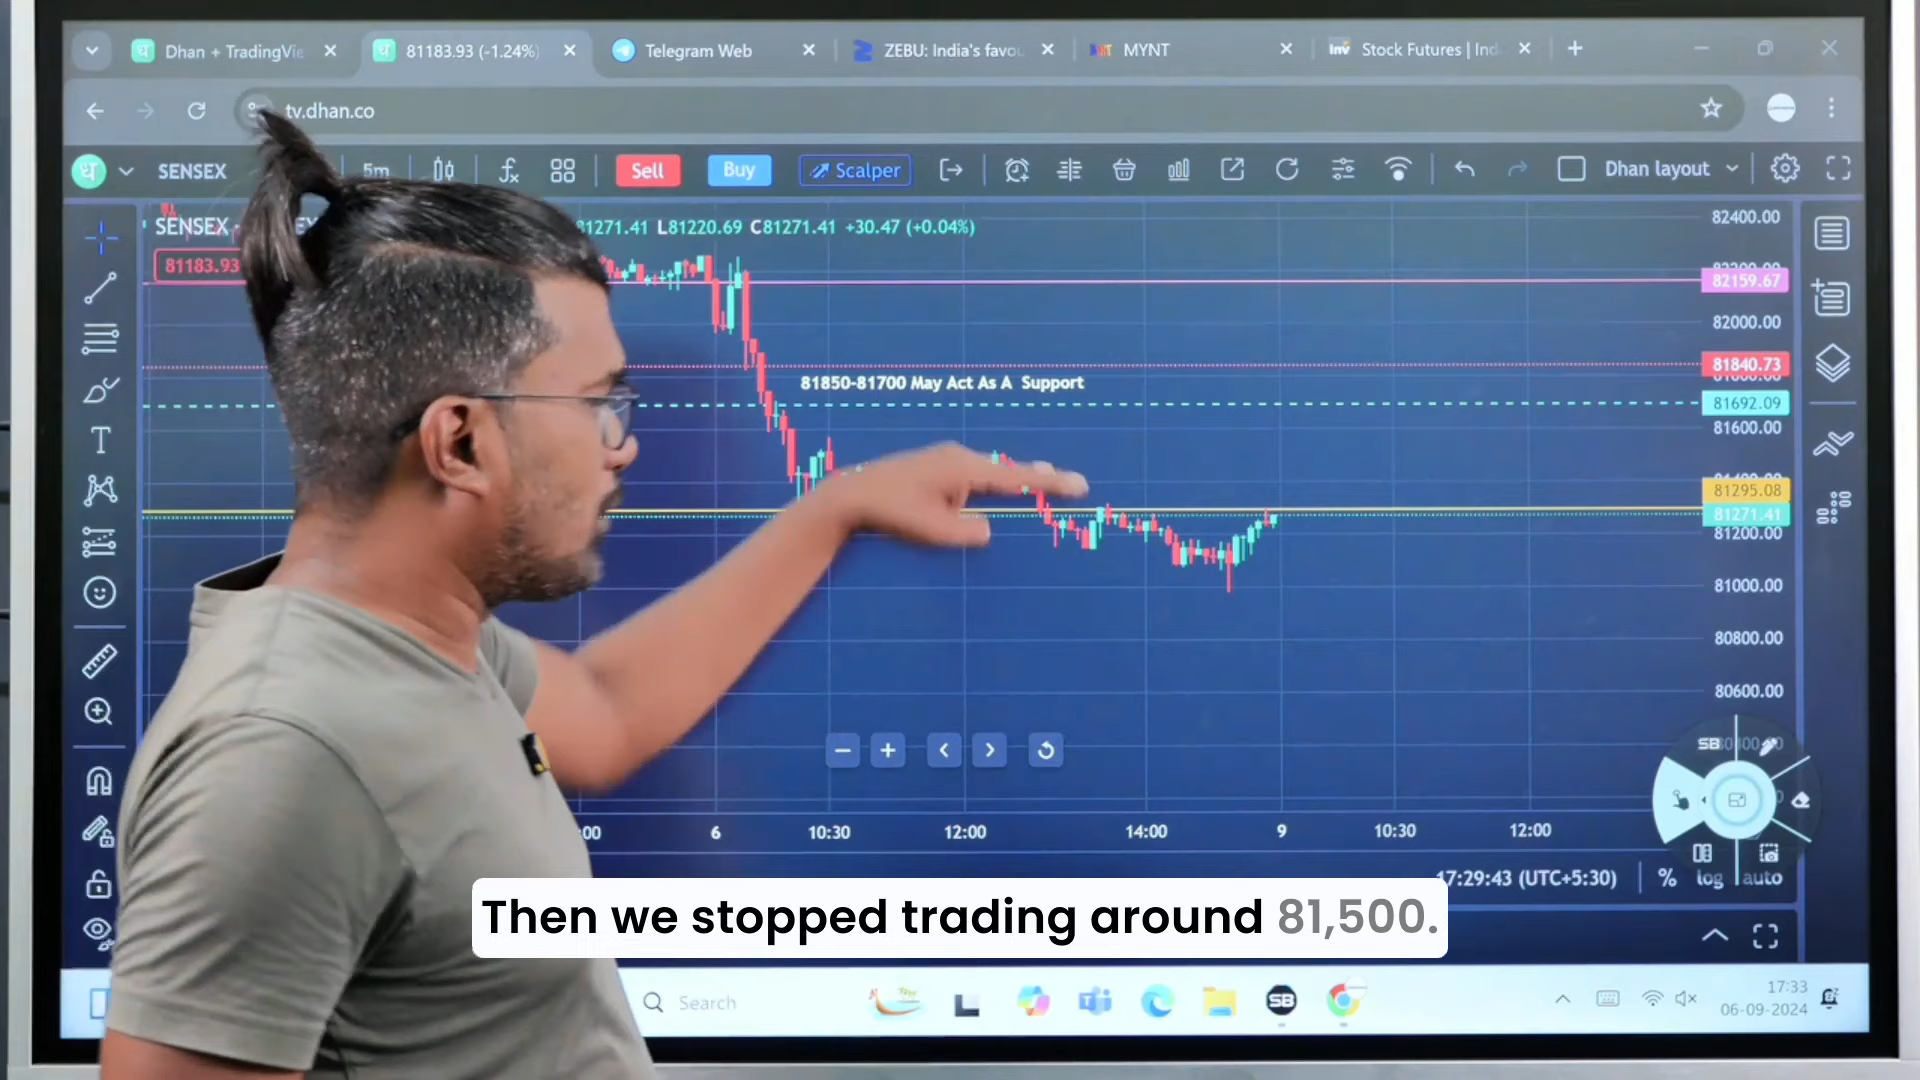 Dhan + TradingVie
81183.93 (-1.24%)
Telegram Web
ZEBU: India's favou
MYNT
Inv
Stock Futures | Ind
tv.dhan.co
SENSEX
5m
Sell
Buy
Scalper
Dhan layout
SENSEX
81271.41 L81220.69 C81271.41 +30.47 (+0.04%)
81183.93
82400.00
82159.67
82000.00
81840.73
81850-81700 May Act As A Support
81692.09
81600.00
81295.08
81271.41
81200.00
81000.00
80800.00
80600.00
SB
:00
6
10:30
12:00
14:00
9
10:30
12:00
17:29:43 (UTC+5:30)
%
log
auto
Then we stopped trading around 81,500.
Search
SB
17:33
06-09-2024